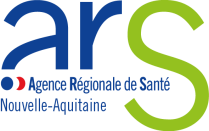 ars
Agence Régionale de Santé
Nouvelle-Aquitaine